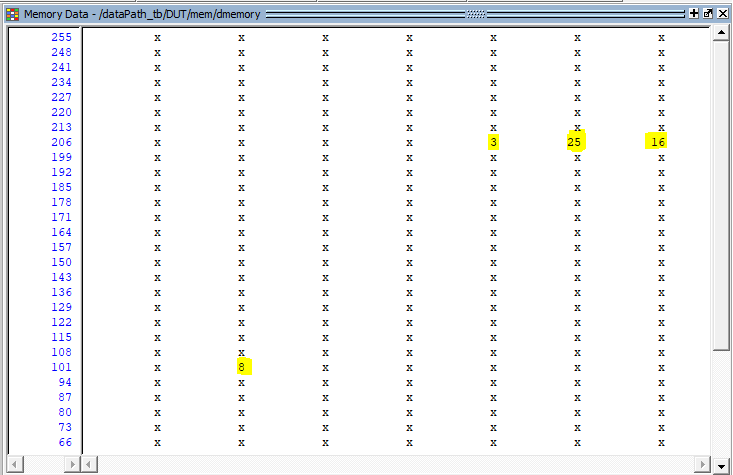 Memory Data - /dataPath_tb/DUT/mem/dmemory
255 x x x x x x x
248 x x x x x x x
241 x x x x x x x
234 x x x x x x x
227 x x x x x x x
220 x x x x x x x
213 x x x x x x x
206 x x x x 3 25 16
199 x x x x x x x
192 x x x x x x x
185 x x x x x x x
178 x x x x x x x
171 x x x x x x x
164 x x x x x x x
157 x x x x x x x
150 x x x x x x x
143 x x x x x x x
136 x x x x x x x
129 x x x x x x x
122 x x x x x x x
115 x x x x x x x
108 x x x x x x x
101 x 8 x x x x x
94 x x x x x x x
87 x x x x x x x
80 x x x x x x x
73 x x x x x x x
66 x x x x x x x